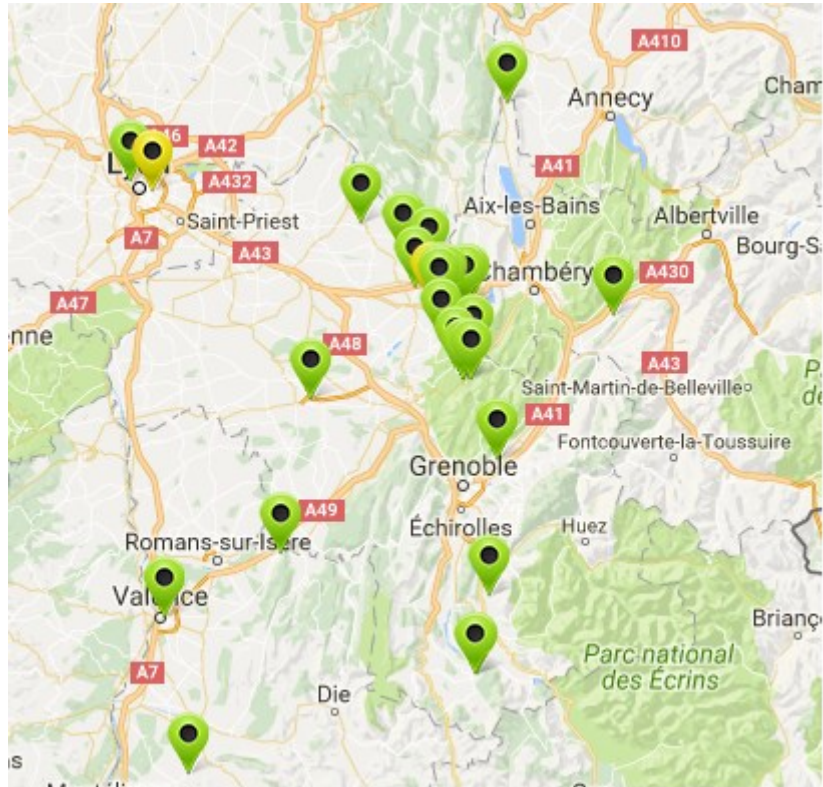 A410
Cham
Annecy
A46
A42
A41
A432
Aix-les-Bains
Saint-Priest
Albertville
A7
A43
Bourg-S
Chambéry
A430
A47
enne
A48
A43
Saint-Martin-de-Belleville
A41
Fontcouverte-la-Toussuire
Grenoble
A49
Échirolles
Huez
Romans-sur-Isère
Valence
Brianç
Parc national
des Écrins
A7
Die